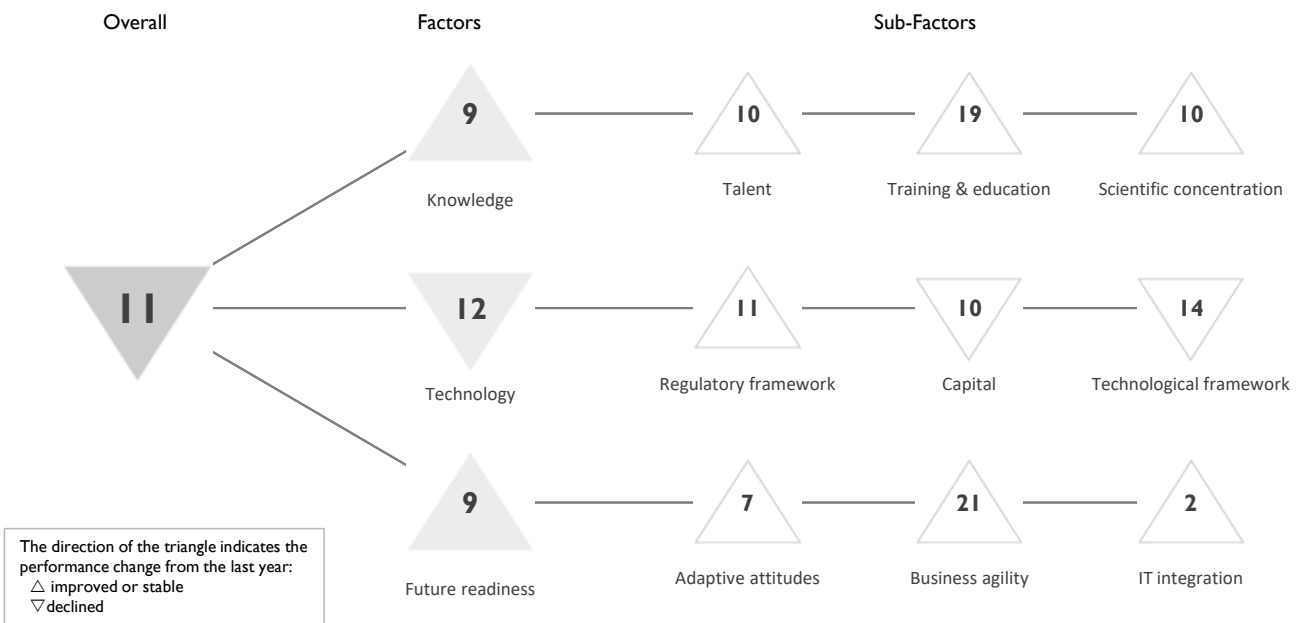 Overall
Factors
Sub-Factors
9
10
19
10
Knowledge
Talent
Training & education
Scientific concentration
11
12
11
10
14
Technology
Regulatory framework
Capital
Technological framework
9
7
21
2
Future readiness
Adaptive attitudes
Business agility
IT integration
The direction of the triangle indicates the
performance change from the last year:
△ improved or stable
▽ declined